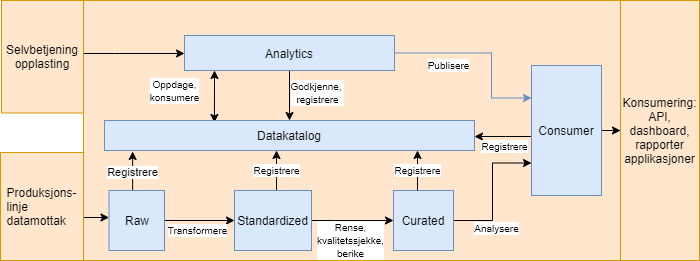 Selvbetjening
opplasting
Analytics
Publisere
Oppdage,
konsumere
Godkjenne,
registrere
Datakatalog
Consumer
Konsumering:
API,
dashboard,
rapporter
applikasjoner
Registrere
Registrere
Registrere
Registrere
Produksjons-
linje
datamottak
Raw
Transformere
Standardized
Rense,
kvalitetssjekke,
berike
Curated
Analysere